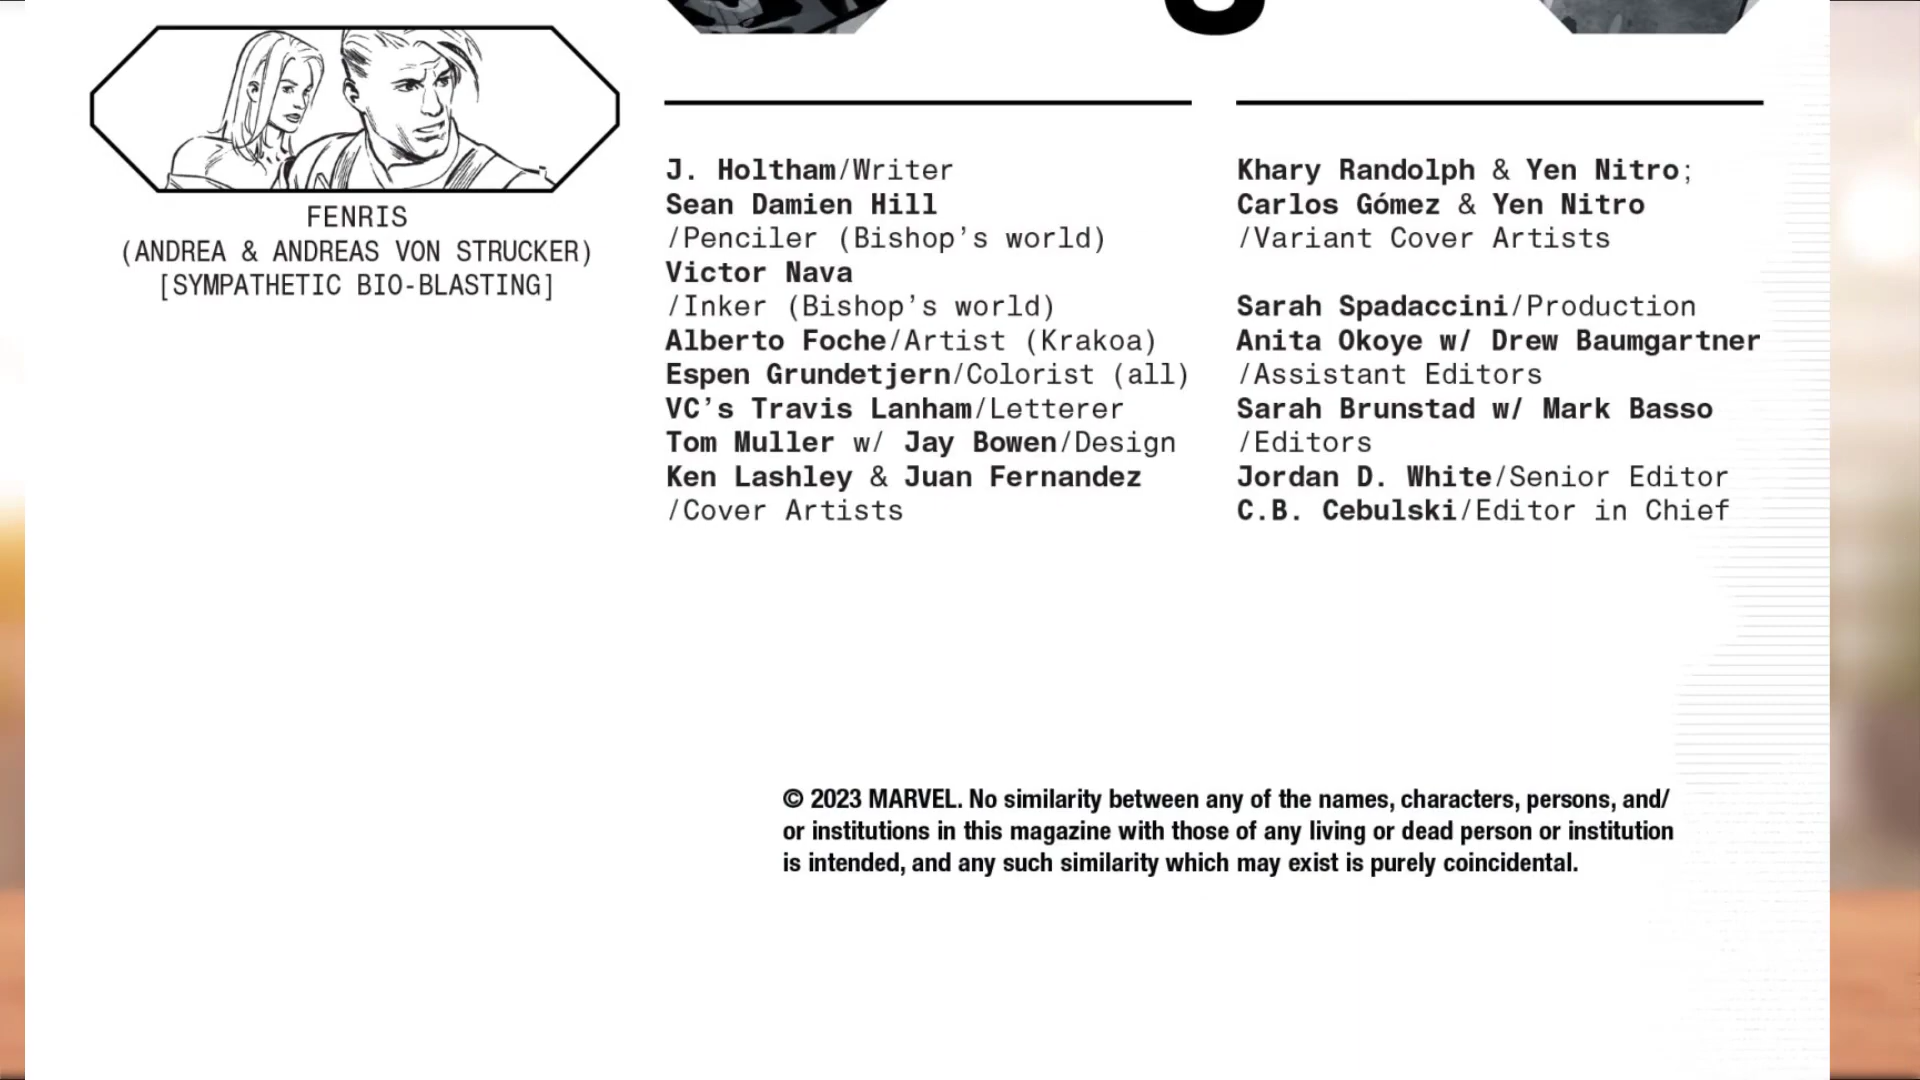 FENRIS
(ANDREA & ANDREAS VON STRUCKER)
[SYMPATHETIC BIO-BLASTING]
J. Holtham/Writer
Sean Damien Hill
/Penciler (Bishop’s world)
Victor Nava
/Inker (Bishop’s world)
Alberto Foche/Artist (Krakoa)
Espen Grundetjern/Colorist (all)
VC’s Travis Lanham/Letterer
Tom Muller w/ Jay Bowen/Design
Ken Lashley & Juan Fernandez
/Cover Artists
Khary Randolph & Yen Nitro;
Carlos Gómez & Yen Nitro
/Variant Cover Artists
Sarah Spadaccini/Production
Anita Okoye w/ Drew Baumgartner
/Assistant Editors
Sarah Brunstad w/ Mark Basso
/Editors
Jordan D. White/Senior Editor
C.B. Cebulski/Editor in Chief
© 2023 MARVEL. No similarity between any of the names, characters, persons, and/
or institutions in this magazine with those of any living or dead person or institution
is intended, and any such similarity which may exist is purely coincidental.